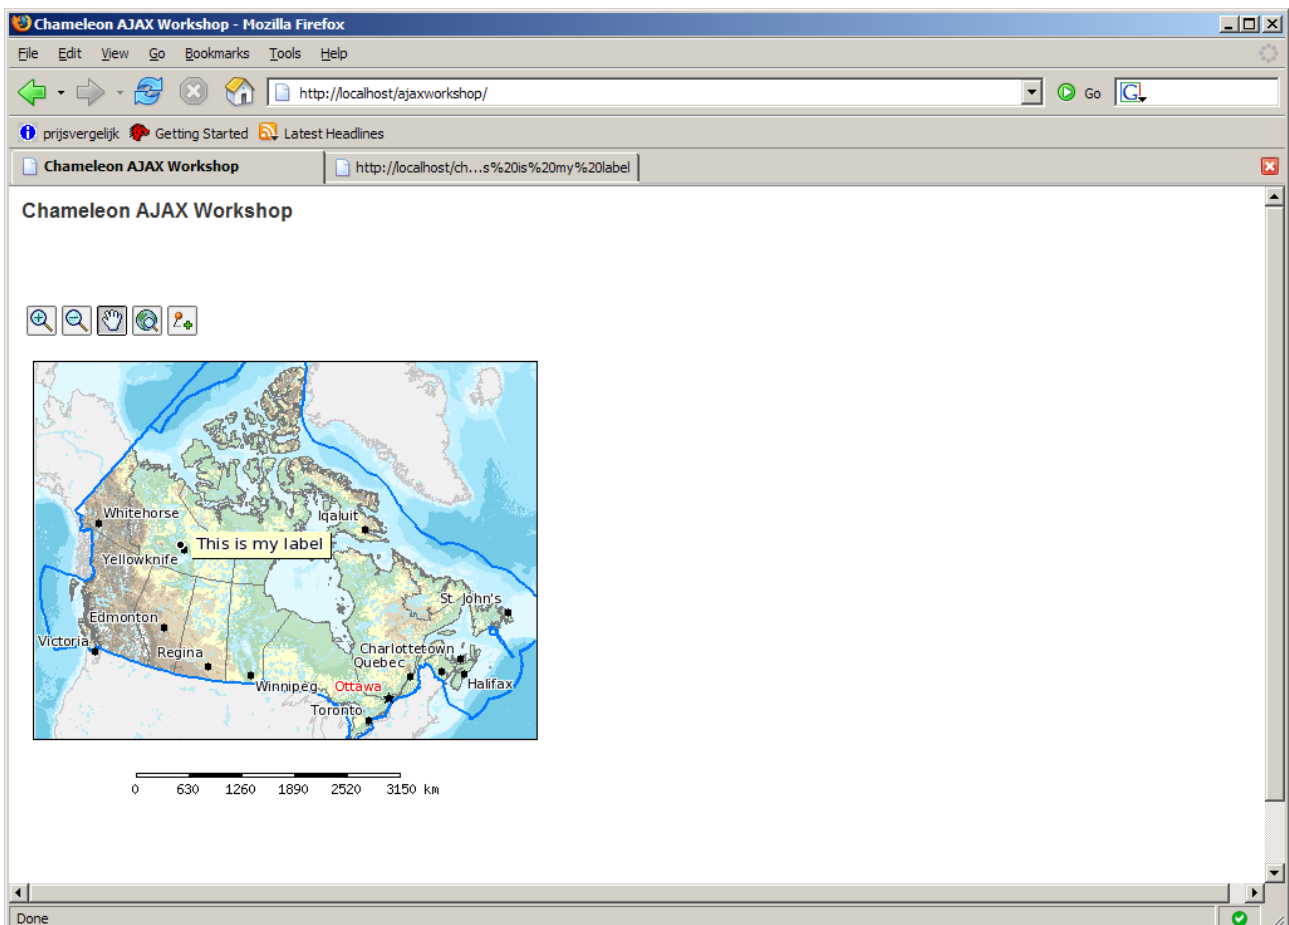 Chameleon AJAX Workshop - Mozilla Firefox
File Edit View Go Bookmarks Tools Help
http://localhost/ajaxworkshop/ Go G
prijsvergelijk Getting Started Latest Headlines
Chameleon AJAX Workshop http://localhost/ch...s%20is%20my%20label
Chameleon AJAX Workshop
Whitehorse
Iqaluit
This is my label
Yellowknife
St. John's
Edmonton
Victoria
Regina
Charlottetown
Quebec
Winnipeg
Ottawa
Halifax
Toronto
0 630 1260 1890 2520 3150 km
Done